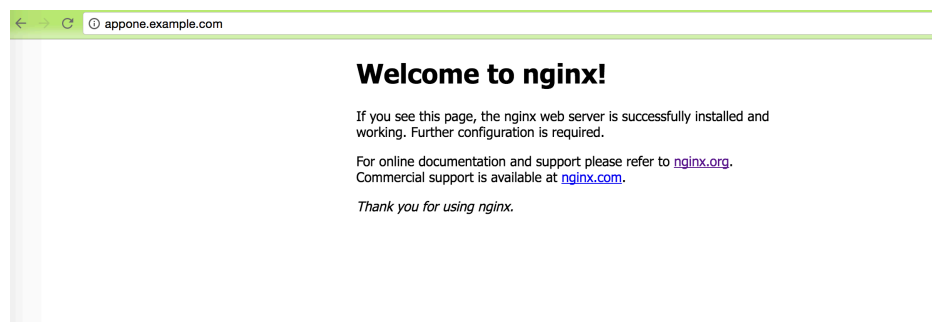 appone.example.com
Welcome to nginx!
If you see this page, the nginx web server is successfully installed and
working. Further configuration is required.
For online documentation and support please refer to nginx.org.
Commercial support is available at nginx.com.
Thank you for using nginx.